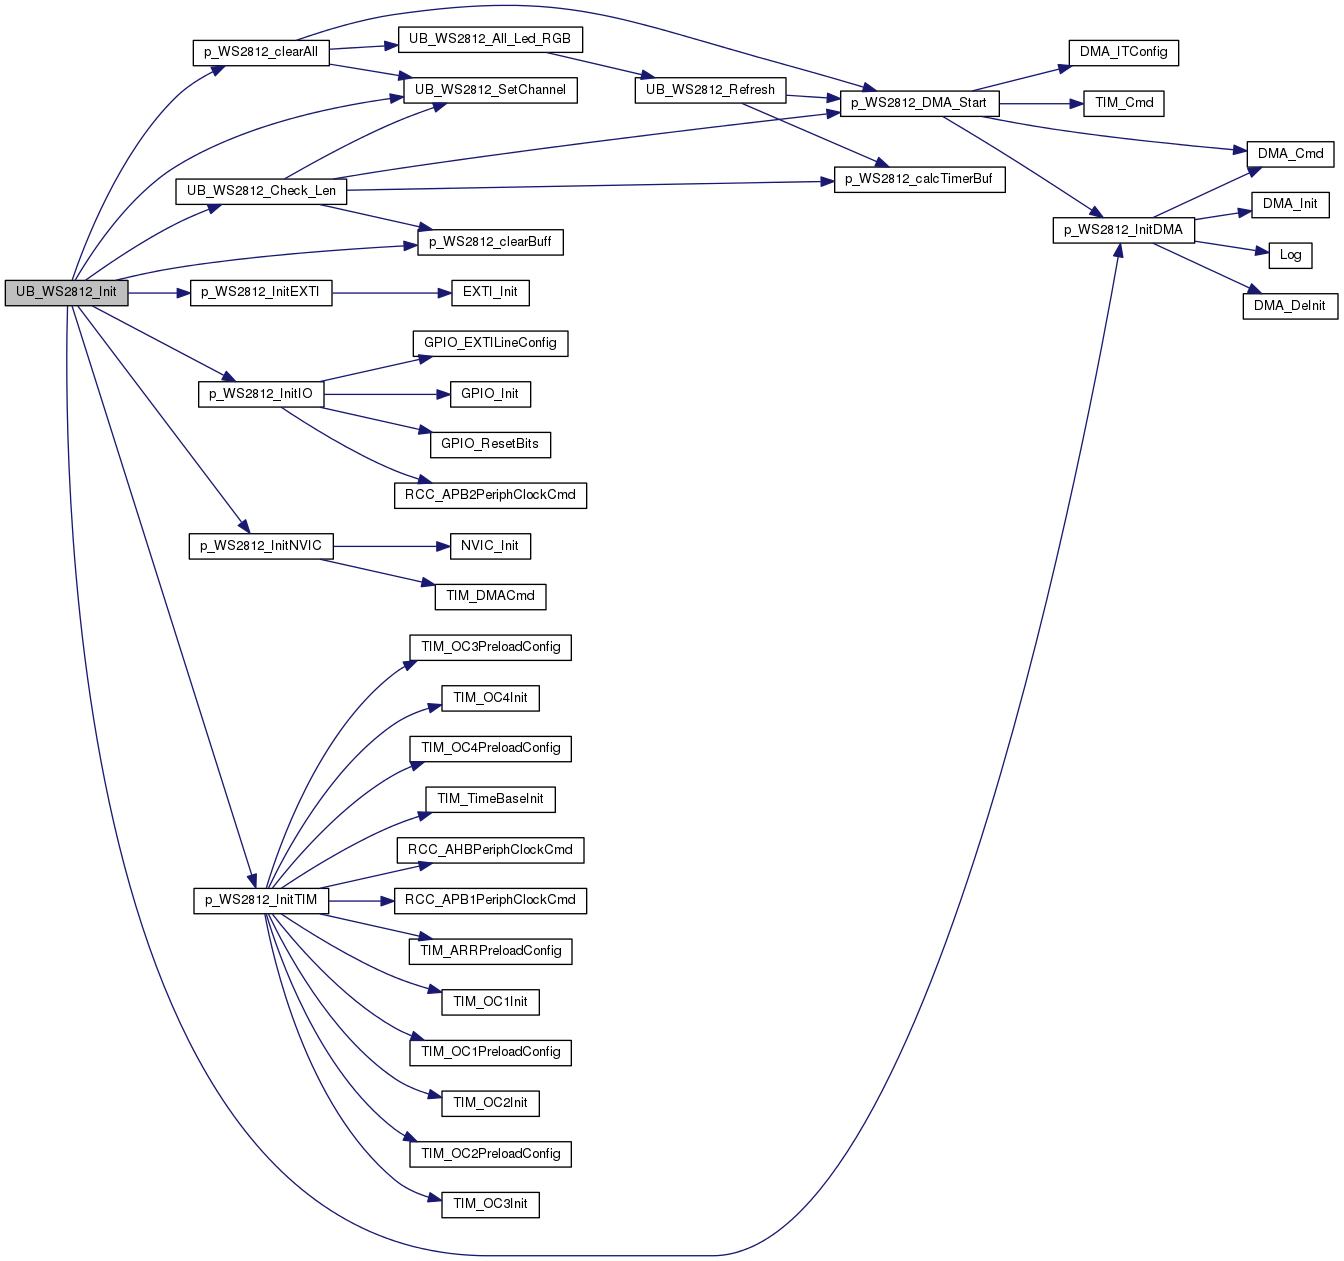 UB_WS2812_Init
p_WS2812_clearAll
UB_WS2812_Check_Len
p_WS2812_InitEXTI
p_WS2812_InitIO
p_WS2812_InitNVIC
p_WS2812_InitTIM
UB_WS2812_All_Led_RGB
UB_WS2812_SetChannel
p_WS2812_clearBuff
EXTI_Init
GPIO_EXTILineConfig
GPIO_Init
GPIO_ResetBits
RCC_APB2PeriphClockCmd
NVIC_Init
TIM_DMACmd
TIM_OC3PreloadConfig
TIM_OC4Init
TIM_OC4PreloadConfig
TIM_TimeBaseInit
RCC_AHBPeriphClockCmd
RCC_APB1PeriphClockCmd
TIM_ARRPreloadConfig
TIM_OC1Init
TIM_OC1PreloadConfig
TIM_OC2Init
TIM_OC2PreloadConfig
TIM_OC3Init
UB_WS2812_Refresh
p_WS2812_DMA_Start
p_WS2812_calcTimerBuf
DMA_ITConfig
TIM_Cmd
p_WS2812_InitDMA
DMA_Cmd
DMA_Init
Log
DMA_DeInit